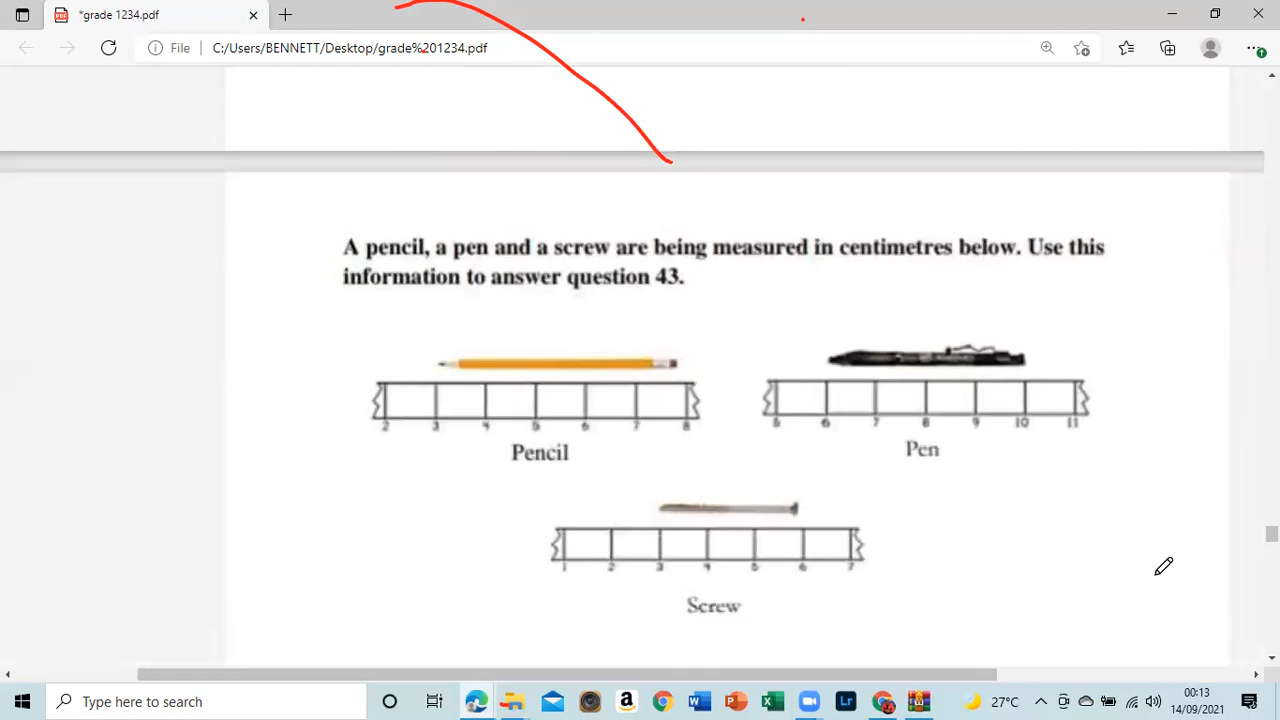 *grade 1234.pdf
File C:/Users/BENNETT/Desktop/grade%201234.pdf
A pencil, a pen and a screw are being measured in centimetres below. Use this
information to answer question 43.
2 3 4 5 6 7 8
Pencil
5 6 7 8 9 10 11
Pen
1 2 3 4 5 6 7
Screw
Type here to search
27°C
00:13
14/09/2021